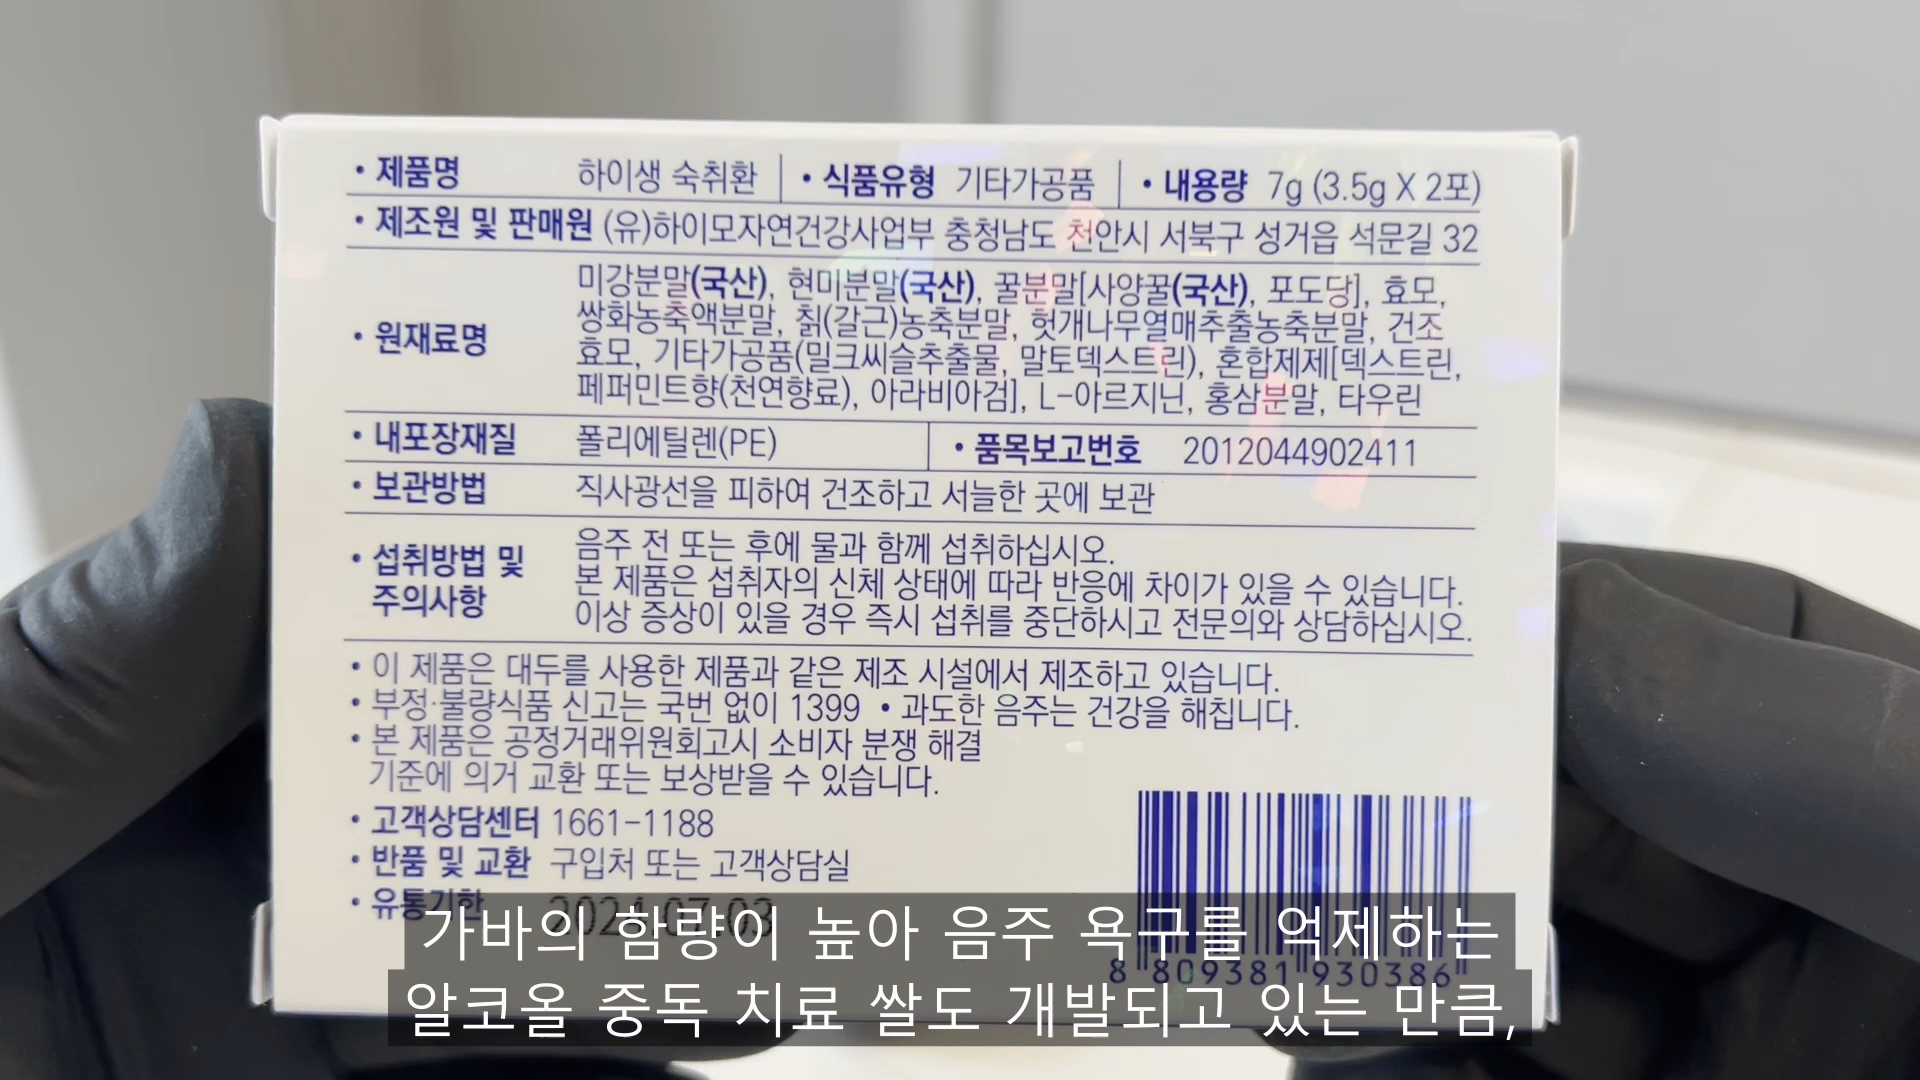 • 제품명 하이생 숙취환 • 식품유형 기타가공품 • 내용량 7g (3.5g X 2포)
• 제조원 및 판매원 (유)하이모자연건강사업부 충청남도 천안시 서북구 성거읍 석문길 32
• 원재료명
미강분말(국산), 현미분말(국산), 꿀분말[사양꿀(국산), 포도당], 효모,
쌍화농축액분말, 칡(갈근)농축분말, 헛개나무열매추출농축분말, 건조
효모, 기타가공품(밀크씨슬추출물, 말토덱스트린), 혼합제제[덱스트린,
페퍼민트향(천연향료), 아라비아검], L-아르지닌, 홍삼분말, 타우린
• 내포장재질 폴리에틸렌(PE) • 품목보고번호 2012044902411
• 보관방법 직사광선을 피하여 건조하고 서늘한 곳에 보관
• 섭취방법 및
주의사항
음주 전 또는 후에 물과 함께 섭취하십시오.
본 제품은 섭취자의 신체 상태에 따라 반응에 차이가 있을 수 있습니다.
이상 증상이 있을 경우 즉시 섭취를 중단하시고 전문의와 상담하십시오.
• 이 제품은 대두를 사용한 제품과 같은 제조 시설에서 제조하고 있습니다.
• 부정·불량식품 신고는 국번 없이 1399 • 과도한 음주는 건강을 해칩니다.
• 본 제품은 공정거래위원회고시 소비자 분쟁 해결
기준에 의거 교환 또는 보상받을 수 있습니다.
• 고객상담센터 1661-1188
• 반품 및 교환 구입처 또는 고객상담실
• 유통기한 2024.07.03
8 809381 930386
가바의 함량이 높아 음주 욕구를 억제하는
알코올 중독 치료 쌀도 개발되고 있는 만큼,